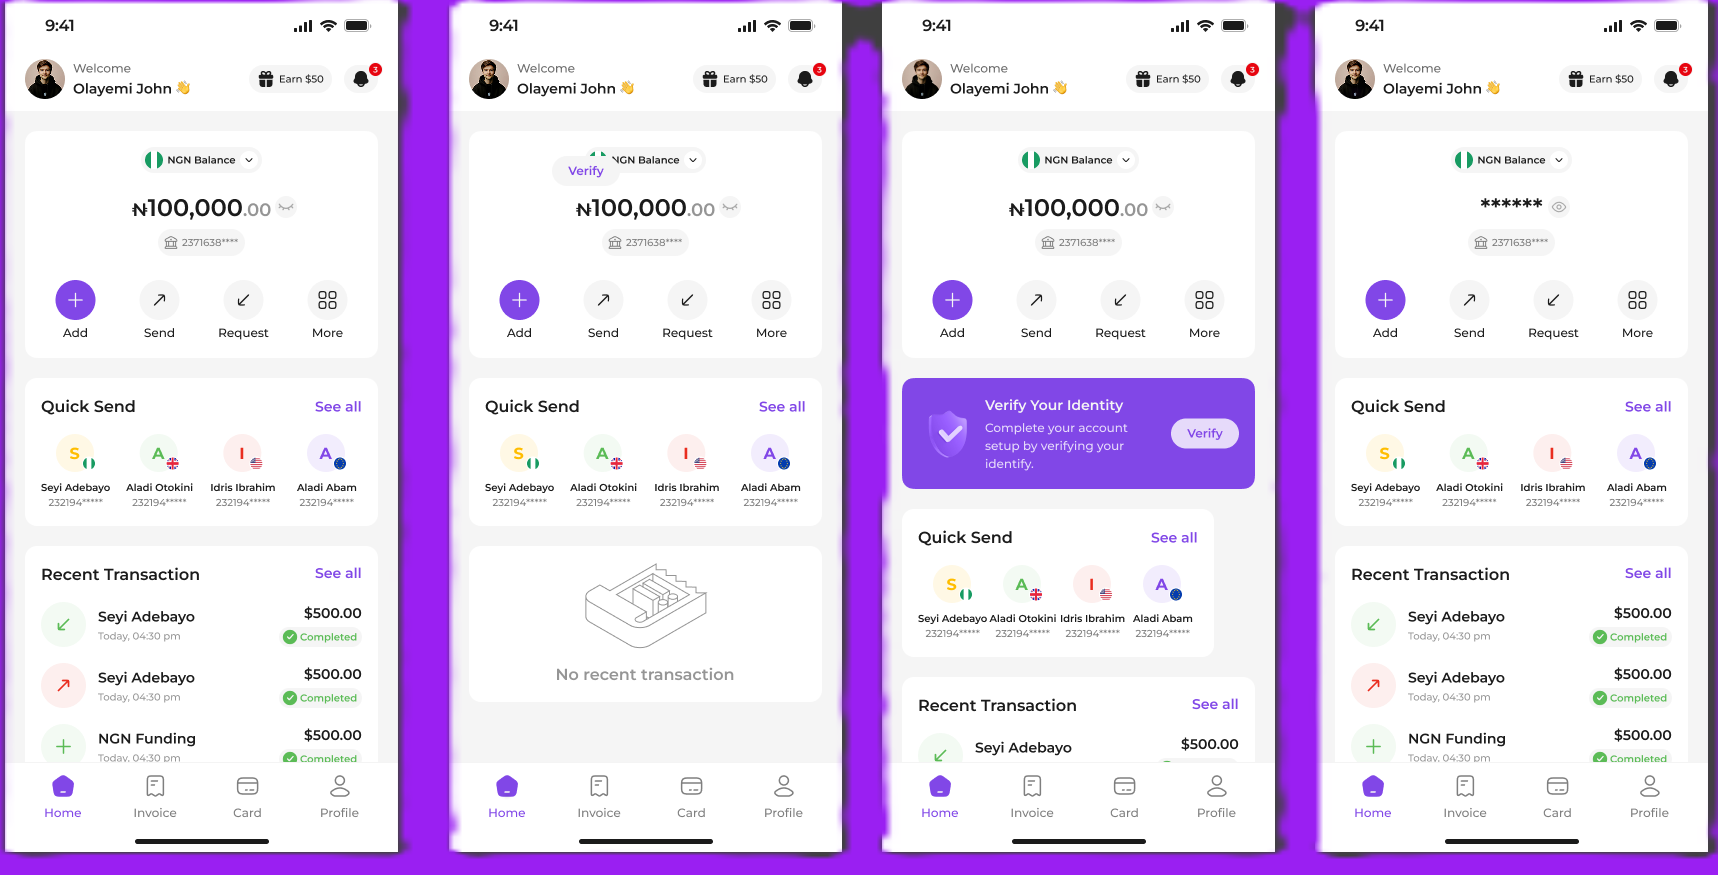 9:41
Welcome
Olayemi John 👋
Earn $50
3
NGN Balance
₦100,000.00
2371638****
Add
Send
Request
More
Quick Send
See all
S
A
I
A
Seyi Adebayo
Aladi Otokini
Idris Ibrahim
Aladi Abam
232194*****
232194*****
232194*****
232194*****
Recent Transaction
See all
Seyi Adebayo
$500.00
Today, 04:30 pm
Completed
Seyi Adebayo
$500.00
Today, 04:30 pm
Completed
NGN Funding
$500.00
Today, 04:30 pm
Completed
Home
Invoice
Card
Profile
9:41
Welcome
Olayemi John 👋
Earn $50
3
NGN Balance
Verify
₦100,000.00
2371638****
Add
Send
Request
More
Quick Send
See all
S
A
I
A
Seyi Adebayo
Aladi Otokini
Idris Ibrahim
Aladi Abam
232194*****
232194*****
232194*****
232194*****
No recent transaction
Home
Invoice
Card
Profile
9:41
Welcome
Olayemi John 👋
Earn $50
3
NGN Balance
₦100,000.00
2371638****
Add
Send
Request
More
Verify Your Identity
Complete your account
setup by verifying your
identify.
Verify
Quick Send
See all
S
A
I
A
Seyi Adebayo
Aladi Otokini
Idris Ibrahim
Aladi Abam
232194*****
232194*****
232194*****
232194*****
Recent Transaction
See all
Seyi Adebayo
$500.00
Home
Invoice
Card
Profile
9:41
Welcome
Olayemi John 👋
Earn $50
3
NGN Balance
******
2371638****
Add
Send
Request
More
Quick Send
See all
S
A
I
A
Seyi Adebayo
Aladi Otokini
Idris Ibrahim
Aladi Abam
232194*****
232194*****
232194*****
232194*****
Recent Transaction
See all
Seyi Adebayo
$500.00
Today, 04:30 pm
Completed
Seyi Adebayo
$500.00
Today, 04:30 pm
Completed
NGN Funding
$500.00
Today, 04:30 pm
Completed
Home
Invoice
Card
Profile